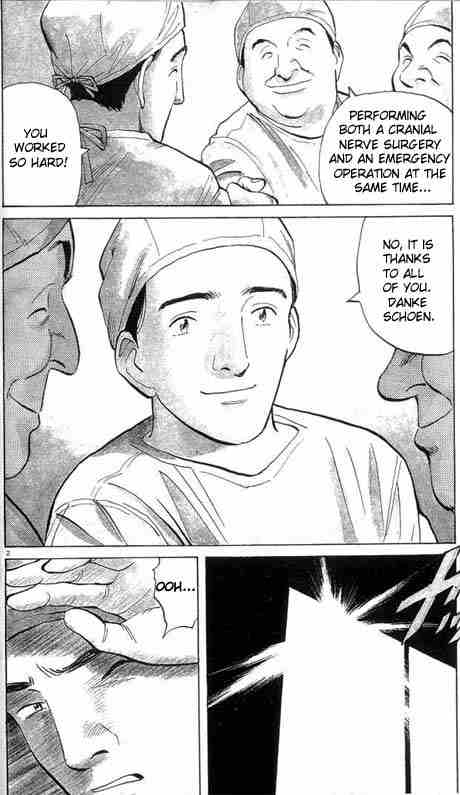 PERFORMING
BOTH A CRANIAL
NERVE SURGERY
AND AN EMERGENCY
OPERATION AT THE
SAME TIME...
YOU
WORKED
SO HARD!
NO, IT IS
THANKS
TO ALL
OF YOU.
DANKE
SCHOEN.
2
OOH...